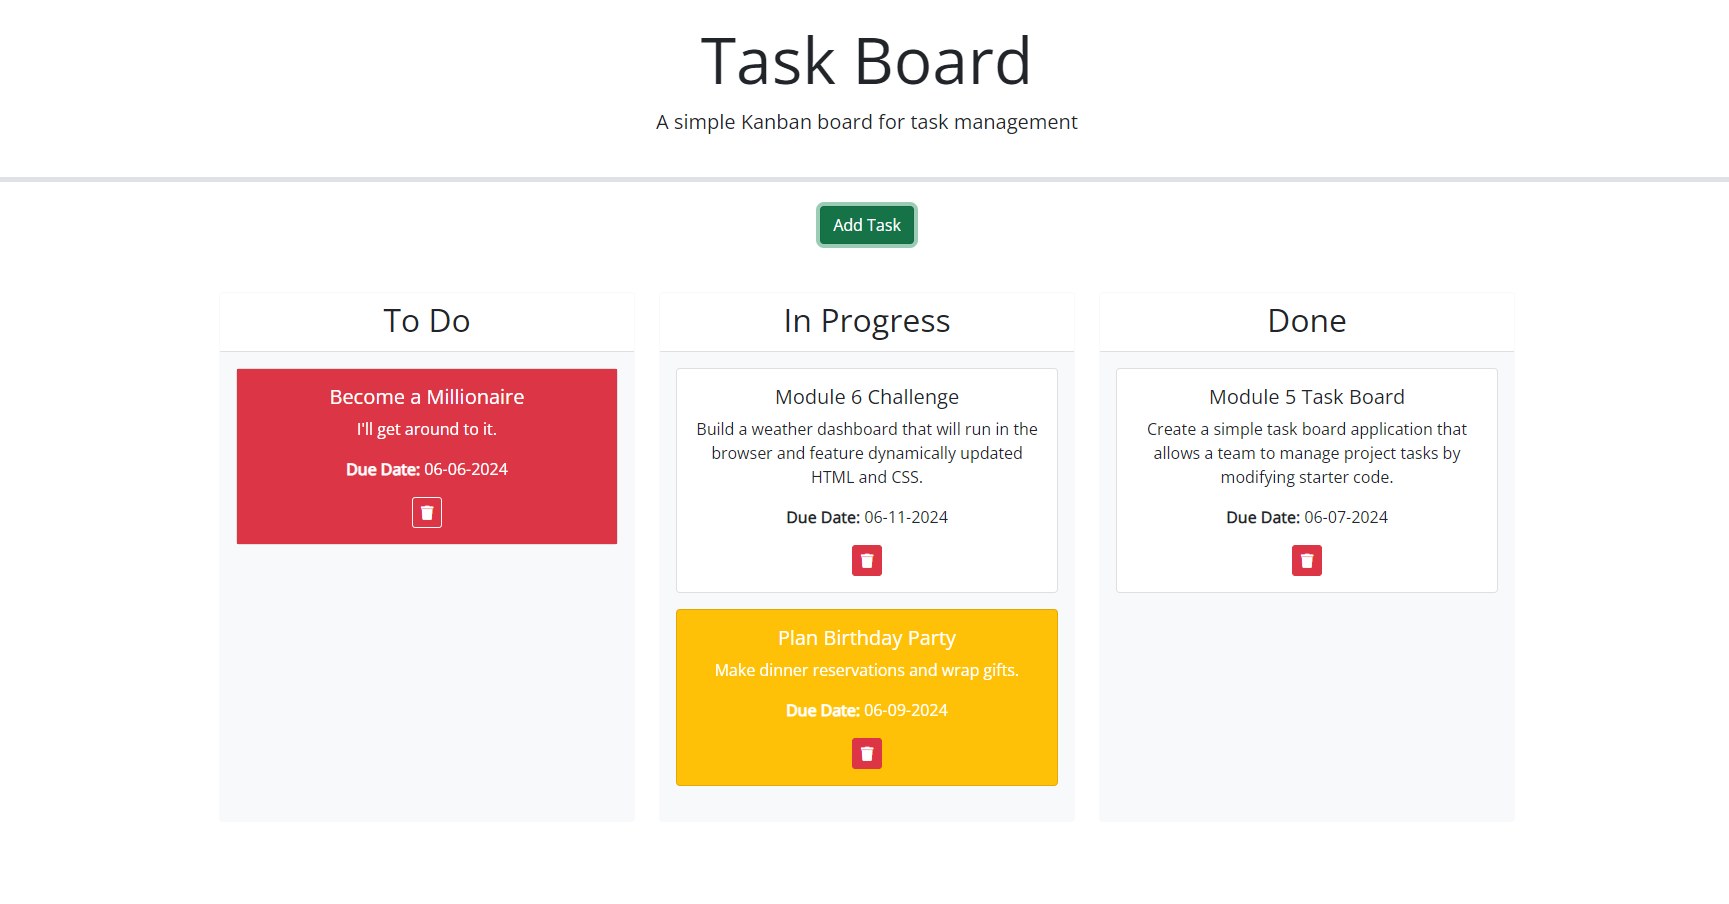 Task Board
A simple Kanban board for task management
Add Task
To Do
Become a Millionaire
I'll get around to it.
Due Date: 06-06-2024
In Progress
Module 6 Challenge
Build a weather dashboard that will run in the
browser and feature dynamically updated
HTML and CSS.
Due Date: 06-11-2024
Plan Birthday Party
Make dinner reservations and wrap gifts.
Due Date: 06-09-2024
Done
Module 5 Task Board
Create a simple task board application that
allows a team to manage project tasks by
modifying starter code.
Due Date: 06-07-2024